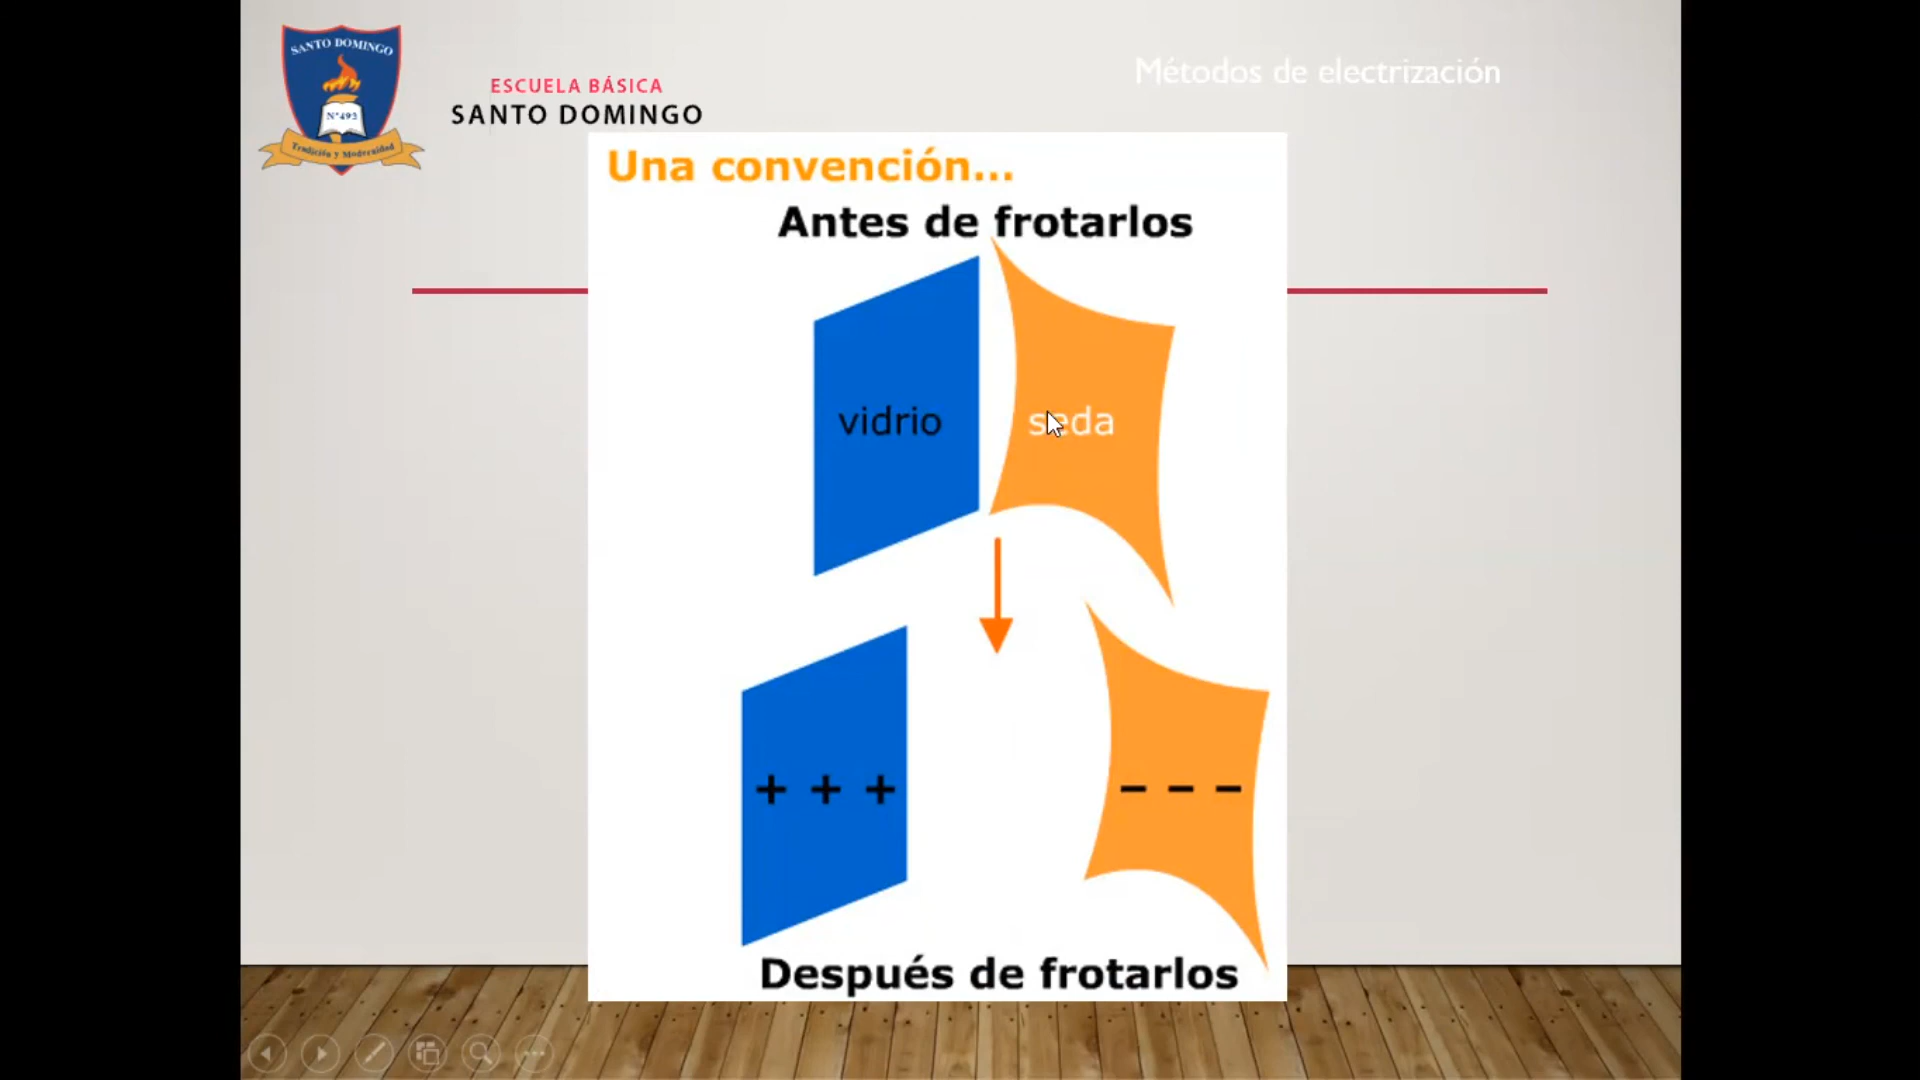 SANTO DOMINGO
N°493
Tradición y Modernidad
ESCUELA BÁSICA
SANTO DOMINGO
Métodos de electrización
Una convención...
Antes de frotarlos
vidrio
seda
+ + +
- - -
Después de frotarlos